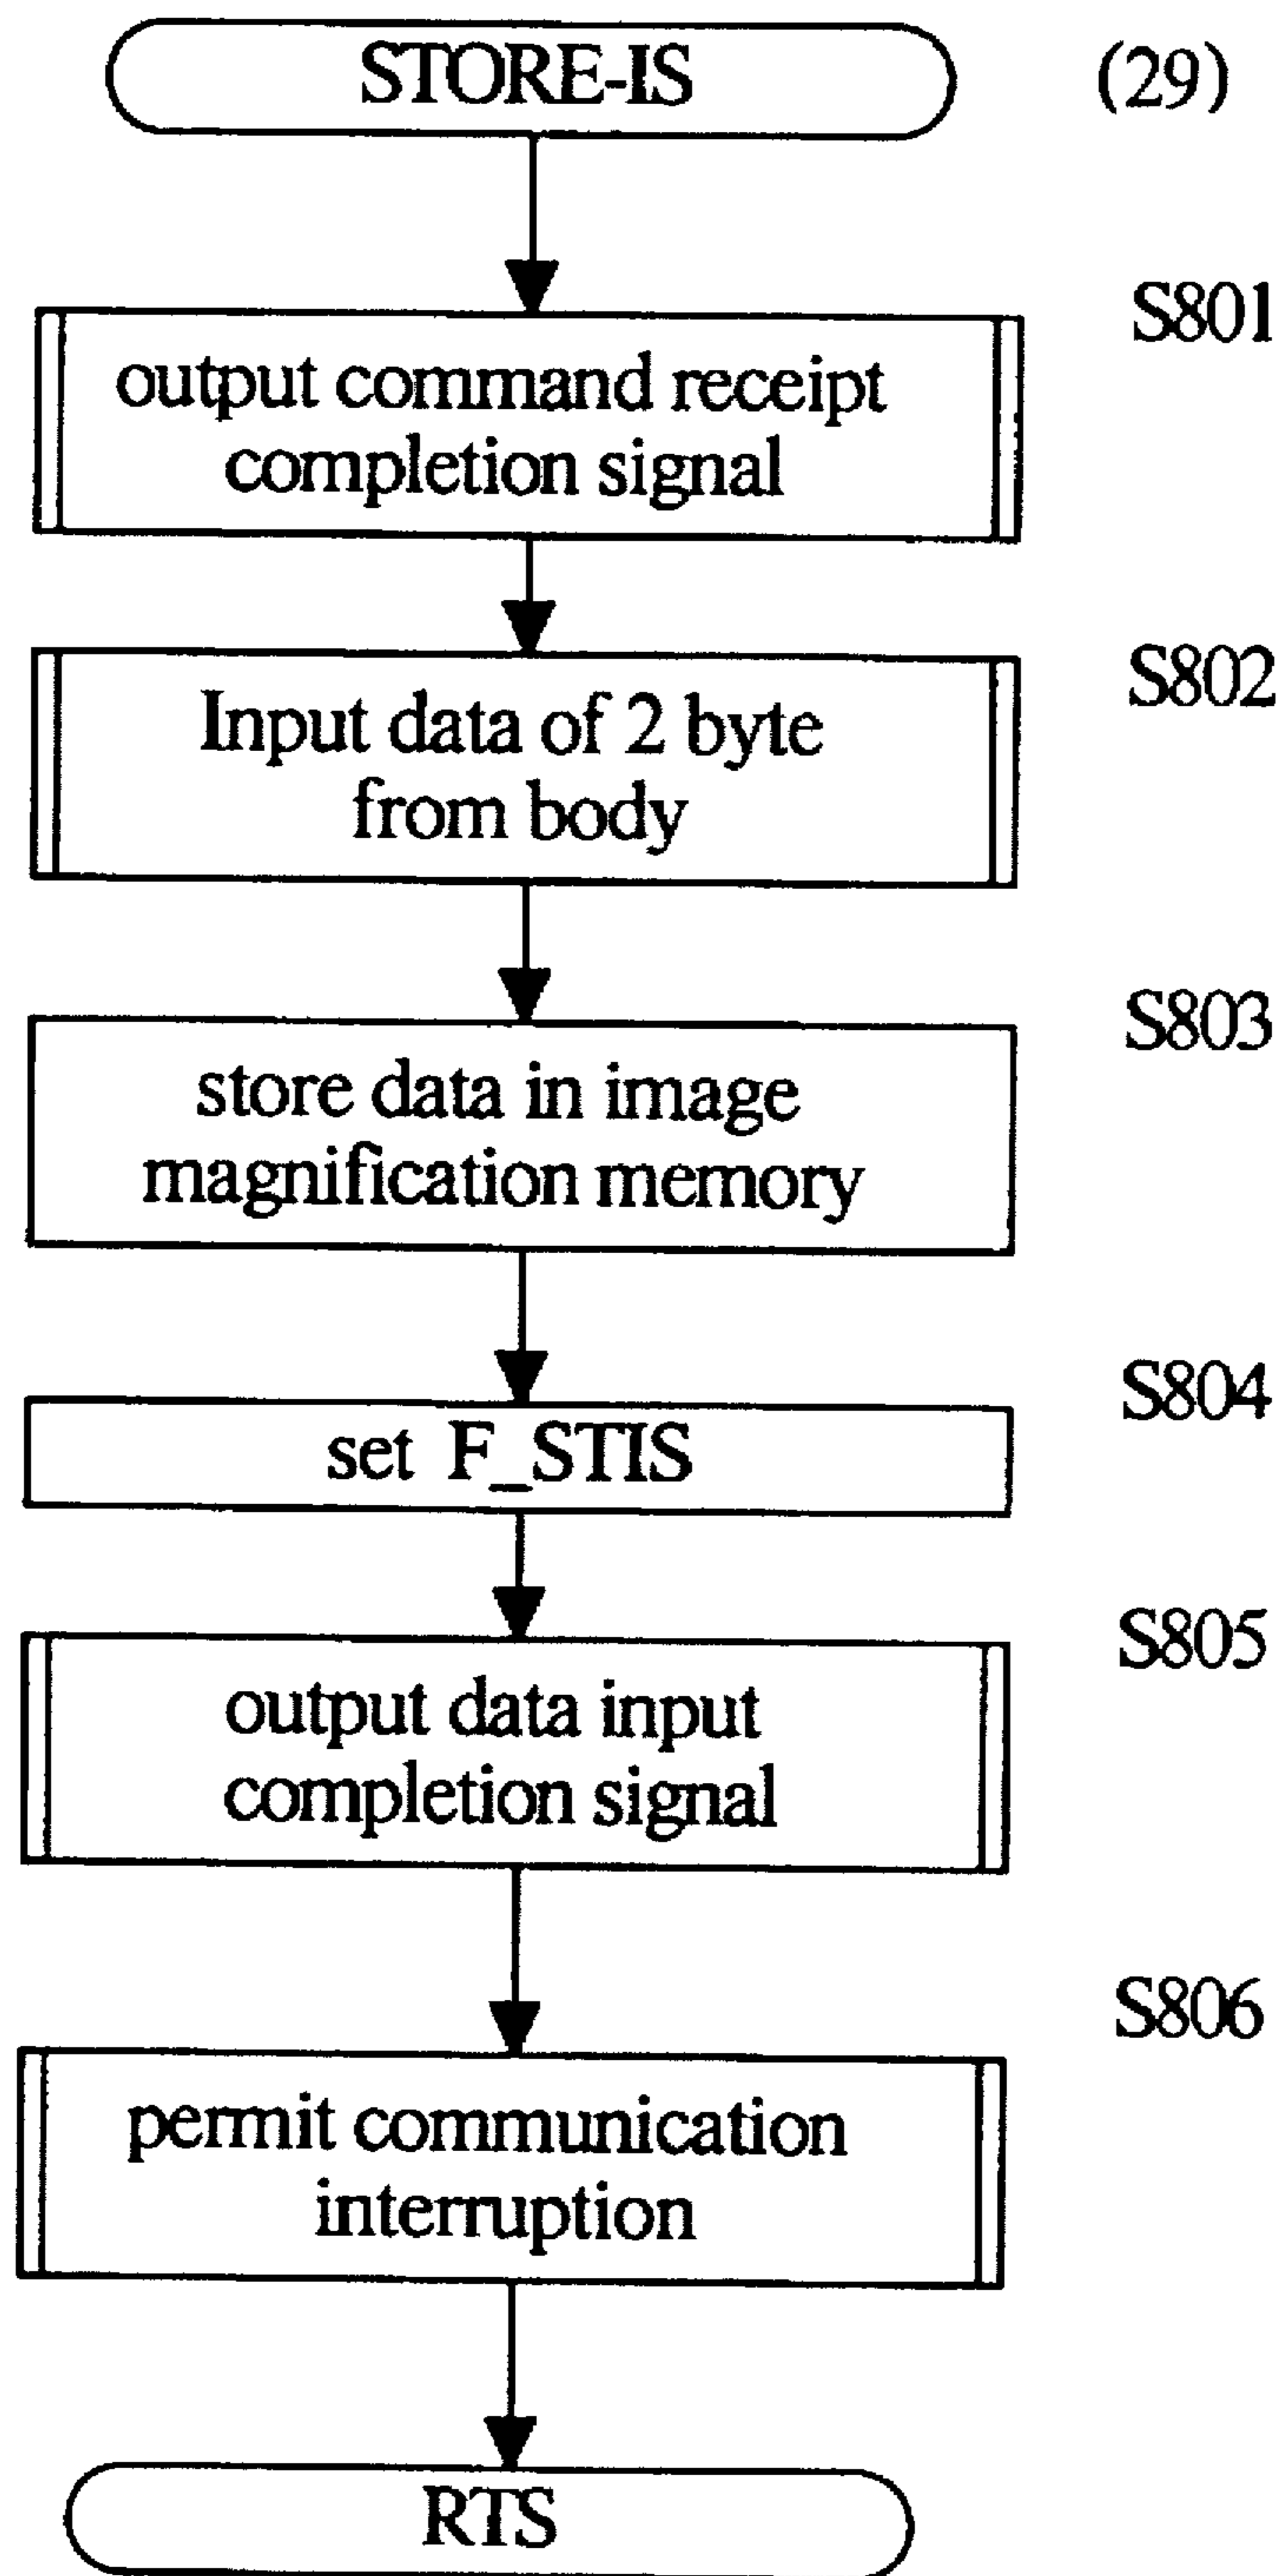 STORE-IS (29)
S801
output command receipt
completion signal
S802
Input data of 2 byte
from body
S803
store data in image
magnification memory
S804
set F_STIS
S805
output data input
completion signal
S806
permit communication
interruption
RTS